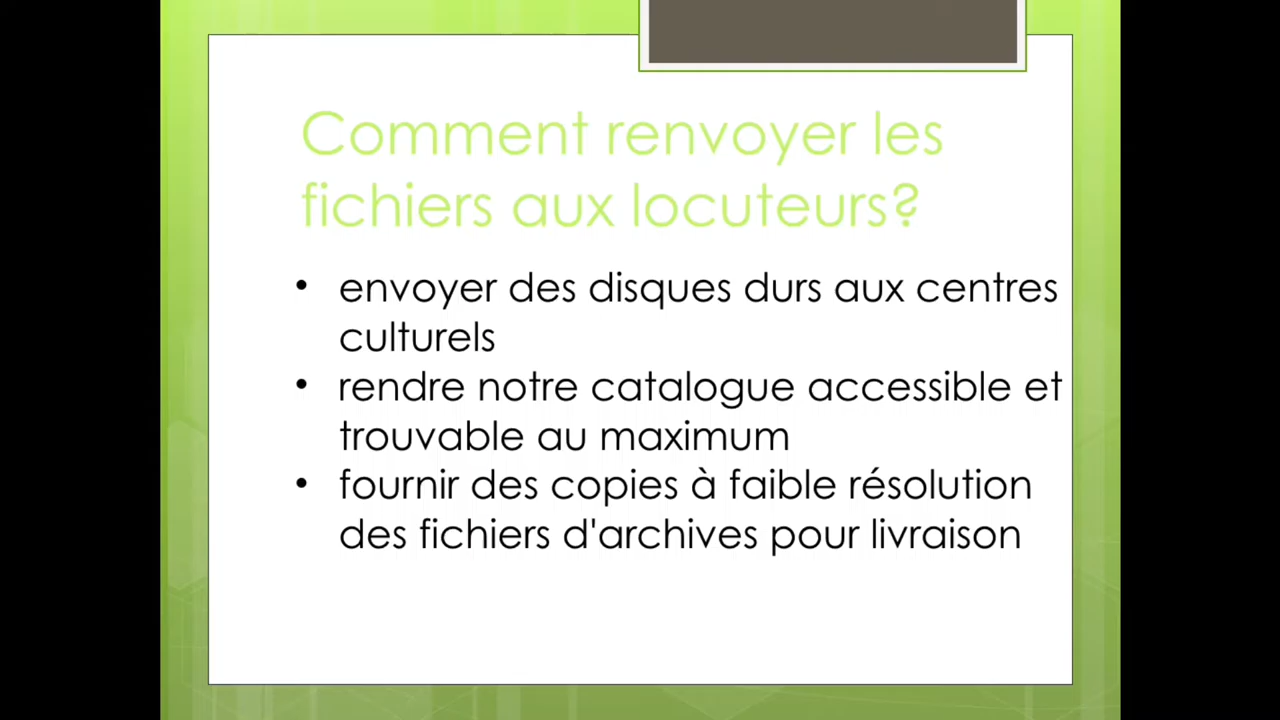 Comment renvoyer les
fichiers aux locuteurs?
• envoyer des disques durs aux centres
culturels
• rendre notre catalogue accessible et
trouvable au maximum
• fournir des copies à faible résolution
des fichiers d'archives pour livraison